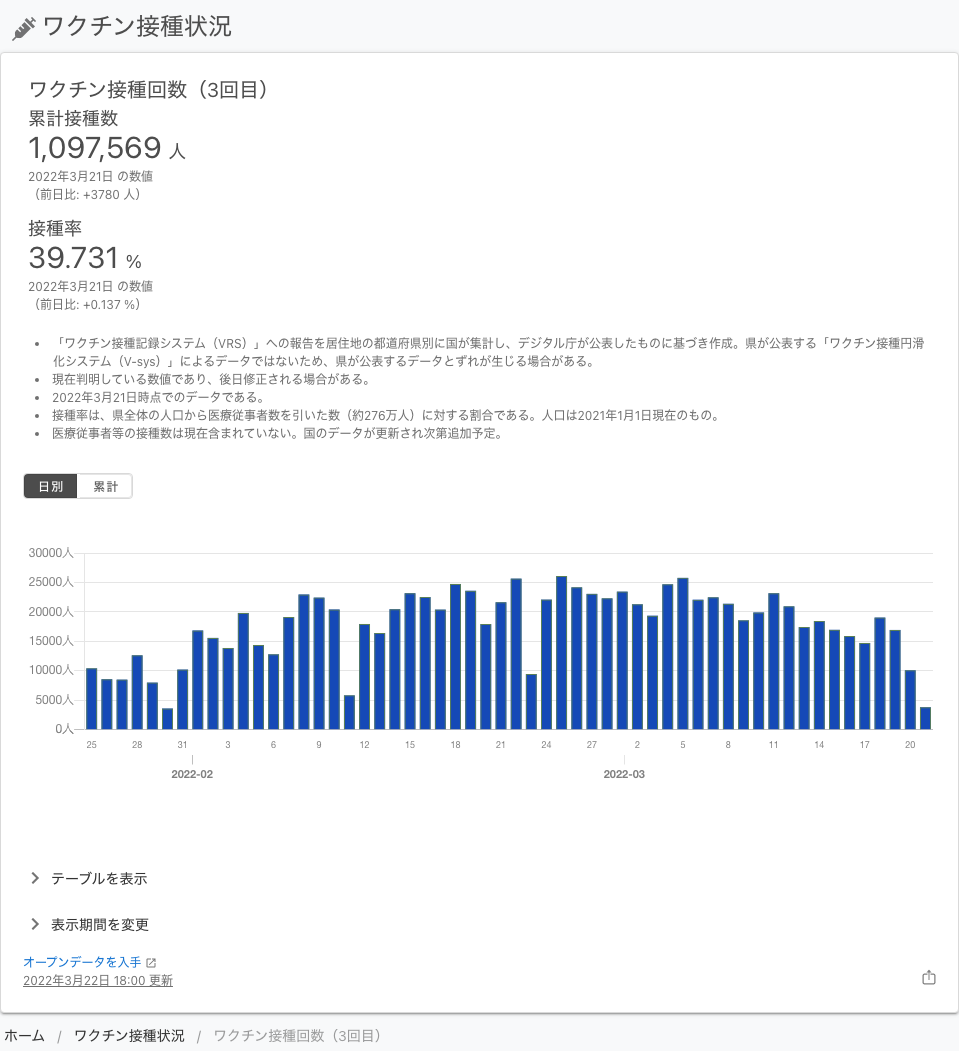 ワクチン接種状況
ワクチン接種回数（3回目）
累計接種数
1,097,569 人
2022年3月21日 の数値
（前日比: +3780 人）
接種率
39.731 %
2022年3月21日 の数値
（前日比: +0.137 %）
• 「ワクチン接種記録システム（VRS）」への報告を居住地の都道府県別に国が集計し、デジタル庁が公表したものに基づき作成。県が公表する「ワクチン接種円滑
化システム（V-sys）」によるデータではないため、県が公表するデータとずれが生じる場合がある。
• 現在判明している数値であり、後日修正される場合がある。
• 2022年3月21日時点でのデータである。
• 接種率は、県全体の人口から医療従事者数を引いた数（約276万人）に対する割合である。人口は2021年1月1日現在のもの。
• 医療従事者等の接種数は現在含まれていない。国のデータが更新され次第追加予定。
日別 累計
30000人
25000人
20000人
15000人
10000人
5000人
0人
25 28 31 3 6 9 12 15 18 21 24 27 2 5 8 11 14 17 20
2022-02 2022-03
テーブルを表示
表示期間を変更
オープンデータを入手
2022年3月22日 18:00 更新
ホーム / ワクチン接種状況 / ワクチン接種回数（3回目）